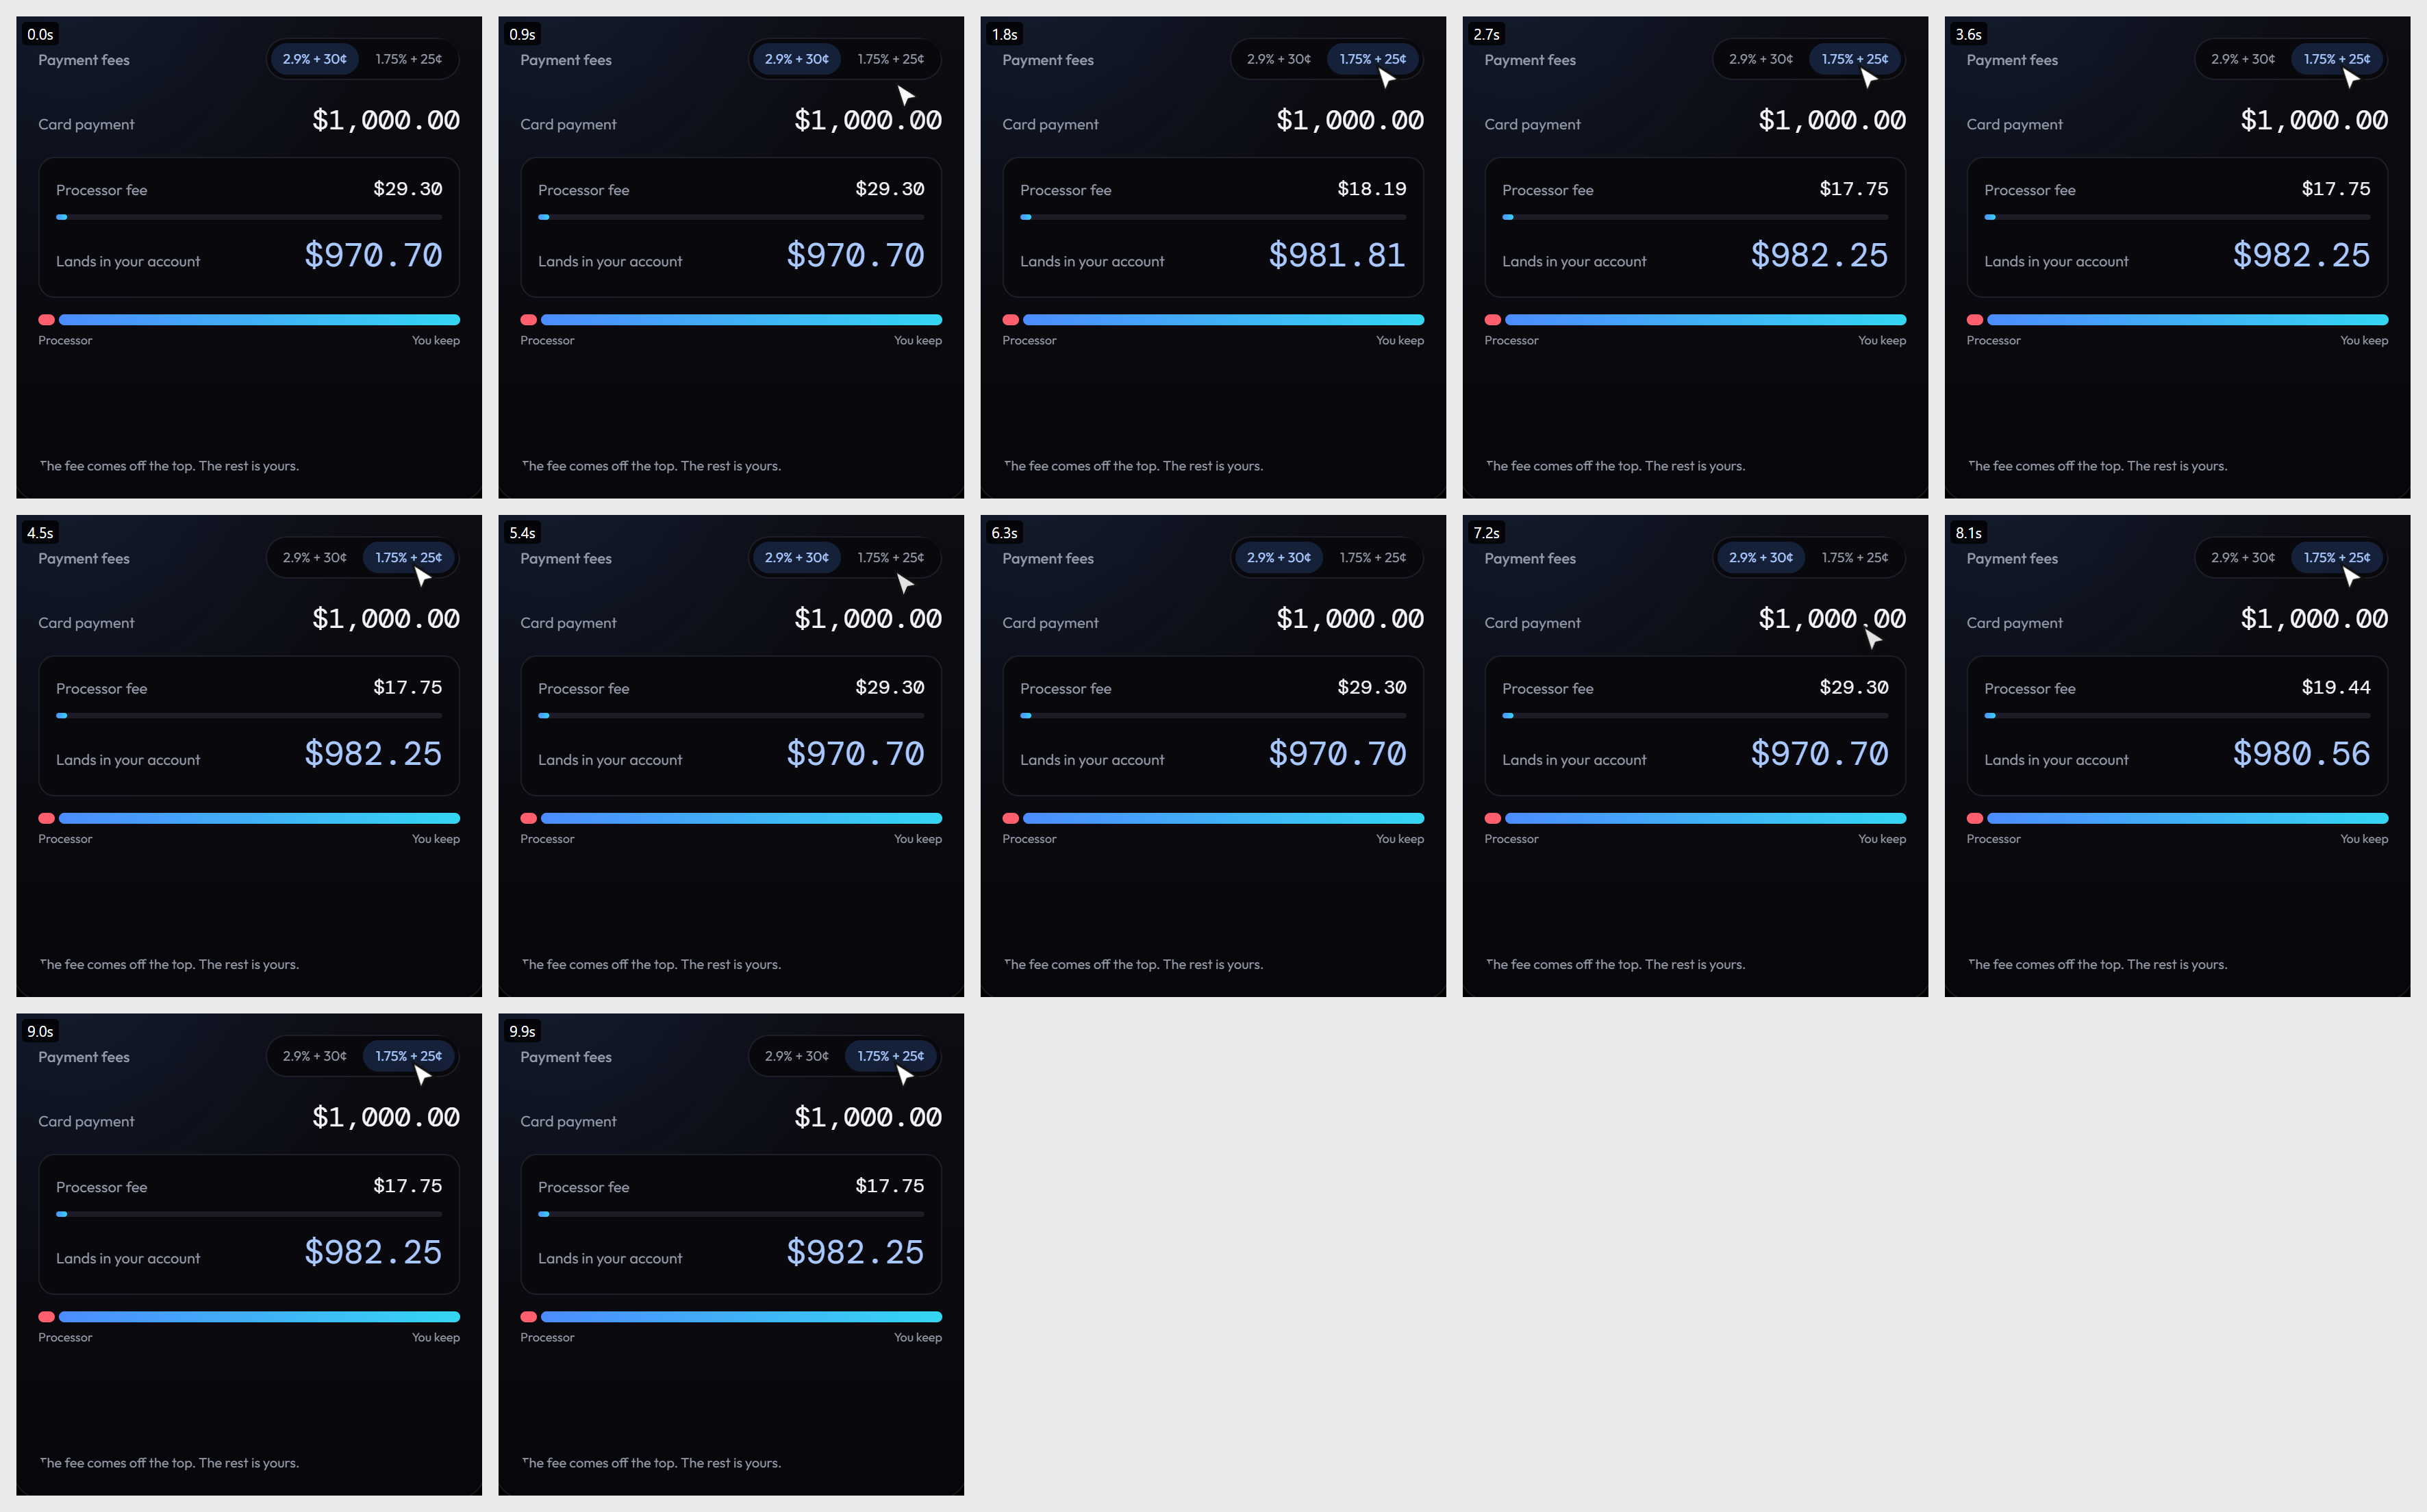 0.0s
Payment fees 2.9% + 30¢ 1.75% + 25¢
Card payment $1,000.00
Processor fee $29.30
Lands in your account $970.70
Processor You keep
The fee comes off the top. The rest is yours.
0.9s
Payment fees 2.9% + 30¢ 1.75% + 25¢
Card payment $1,000.00
Processor fee $29.30
Lands in your account $970.70
Processor You keep
The fee comes off the top. The rest is yours.
1.8s
Payment fees 2.9% + 30¢ 1.75% + 25¢
Card payment $1,000.00
Processor fee $18.19
Lands in your account $981.81
Processor You keep
The fee comes off the top. The rest is yours.
2.7s
Payment fees 2.9% + 30¢ 1.75% + 25¢
Card payment $1,000.00
Processor fee $17.75
Lands in your account $982.25
Processor You keep
The fee comes off the top. The rest is yours.
3.6s
Payment fees 2.9% + 30¢ 1.75% + 25¢
Card payment $1,000.00
Processor fee $17.75
Lands in your account $982.25
Processor You keep
The fee comes off the top. The rest is yours.
4.5s
Payment fees 2.9% + 30¢ 1.75% + 25¢
Card payment $1,000.00
Processor fee $17.75
Lands in your account $982.25
Processor You keep
The fee comes off the top. The rest is yours.
5.4s
Payment fees 2.9% + 30¢ 1.75% + 25¢
Card payment $1,000.00
Processor fee $29.30
Lands in your account $970.70
Processor You keep
The fee comes off the top. The rest is yours.
6.3s
Payment fees 2.9% + 30¢ 1.75% + 25¢
Card payment $1,000.00
Processor fee $29.30
Lands in your account $970.70
Processor You keep
The fee comes off the top. The rest is yours.
7.2s
Payment fees 2.9% + 30¢ 1.75% + 25¢
Card payment $1,000.00
Processor fee $29.30
Lands in your account $970.70
Processor You keep
The fee comes off the top. The rest is yours.
8.1s
Payment fees 2.9% + 30¢ 1.75% + 25¢
Card payment $1,000.00
Processor fee $19.44
Lands in your account $980.56
Processor You keep
The fee comes off the top. The rest is yours.
9.0s
Payment fees 2.9% + 30¢ 1.75% + 25¢
Card payment $1,000.00
Processor fee $17.75
Lands in your account $982.25
Processor You keep
The fee comes off the top. The rest is yours.
9.9s
Payment fees 2.9% + 30¢ 1.75% + 25¢
Card payment $1,000.00
Processor fee $17.75
Lands in your account $982.25
Processor You keep
The fee comes off the top. The rest is yours.